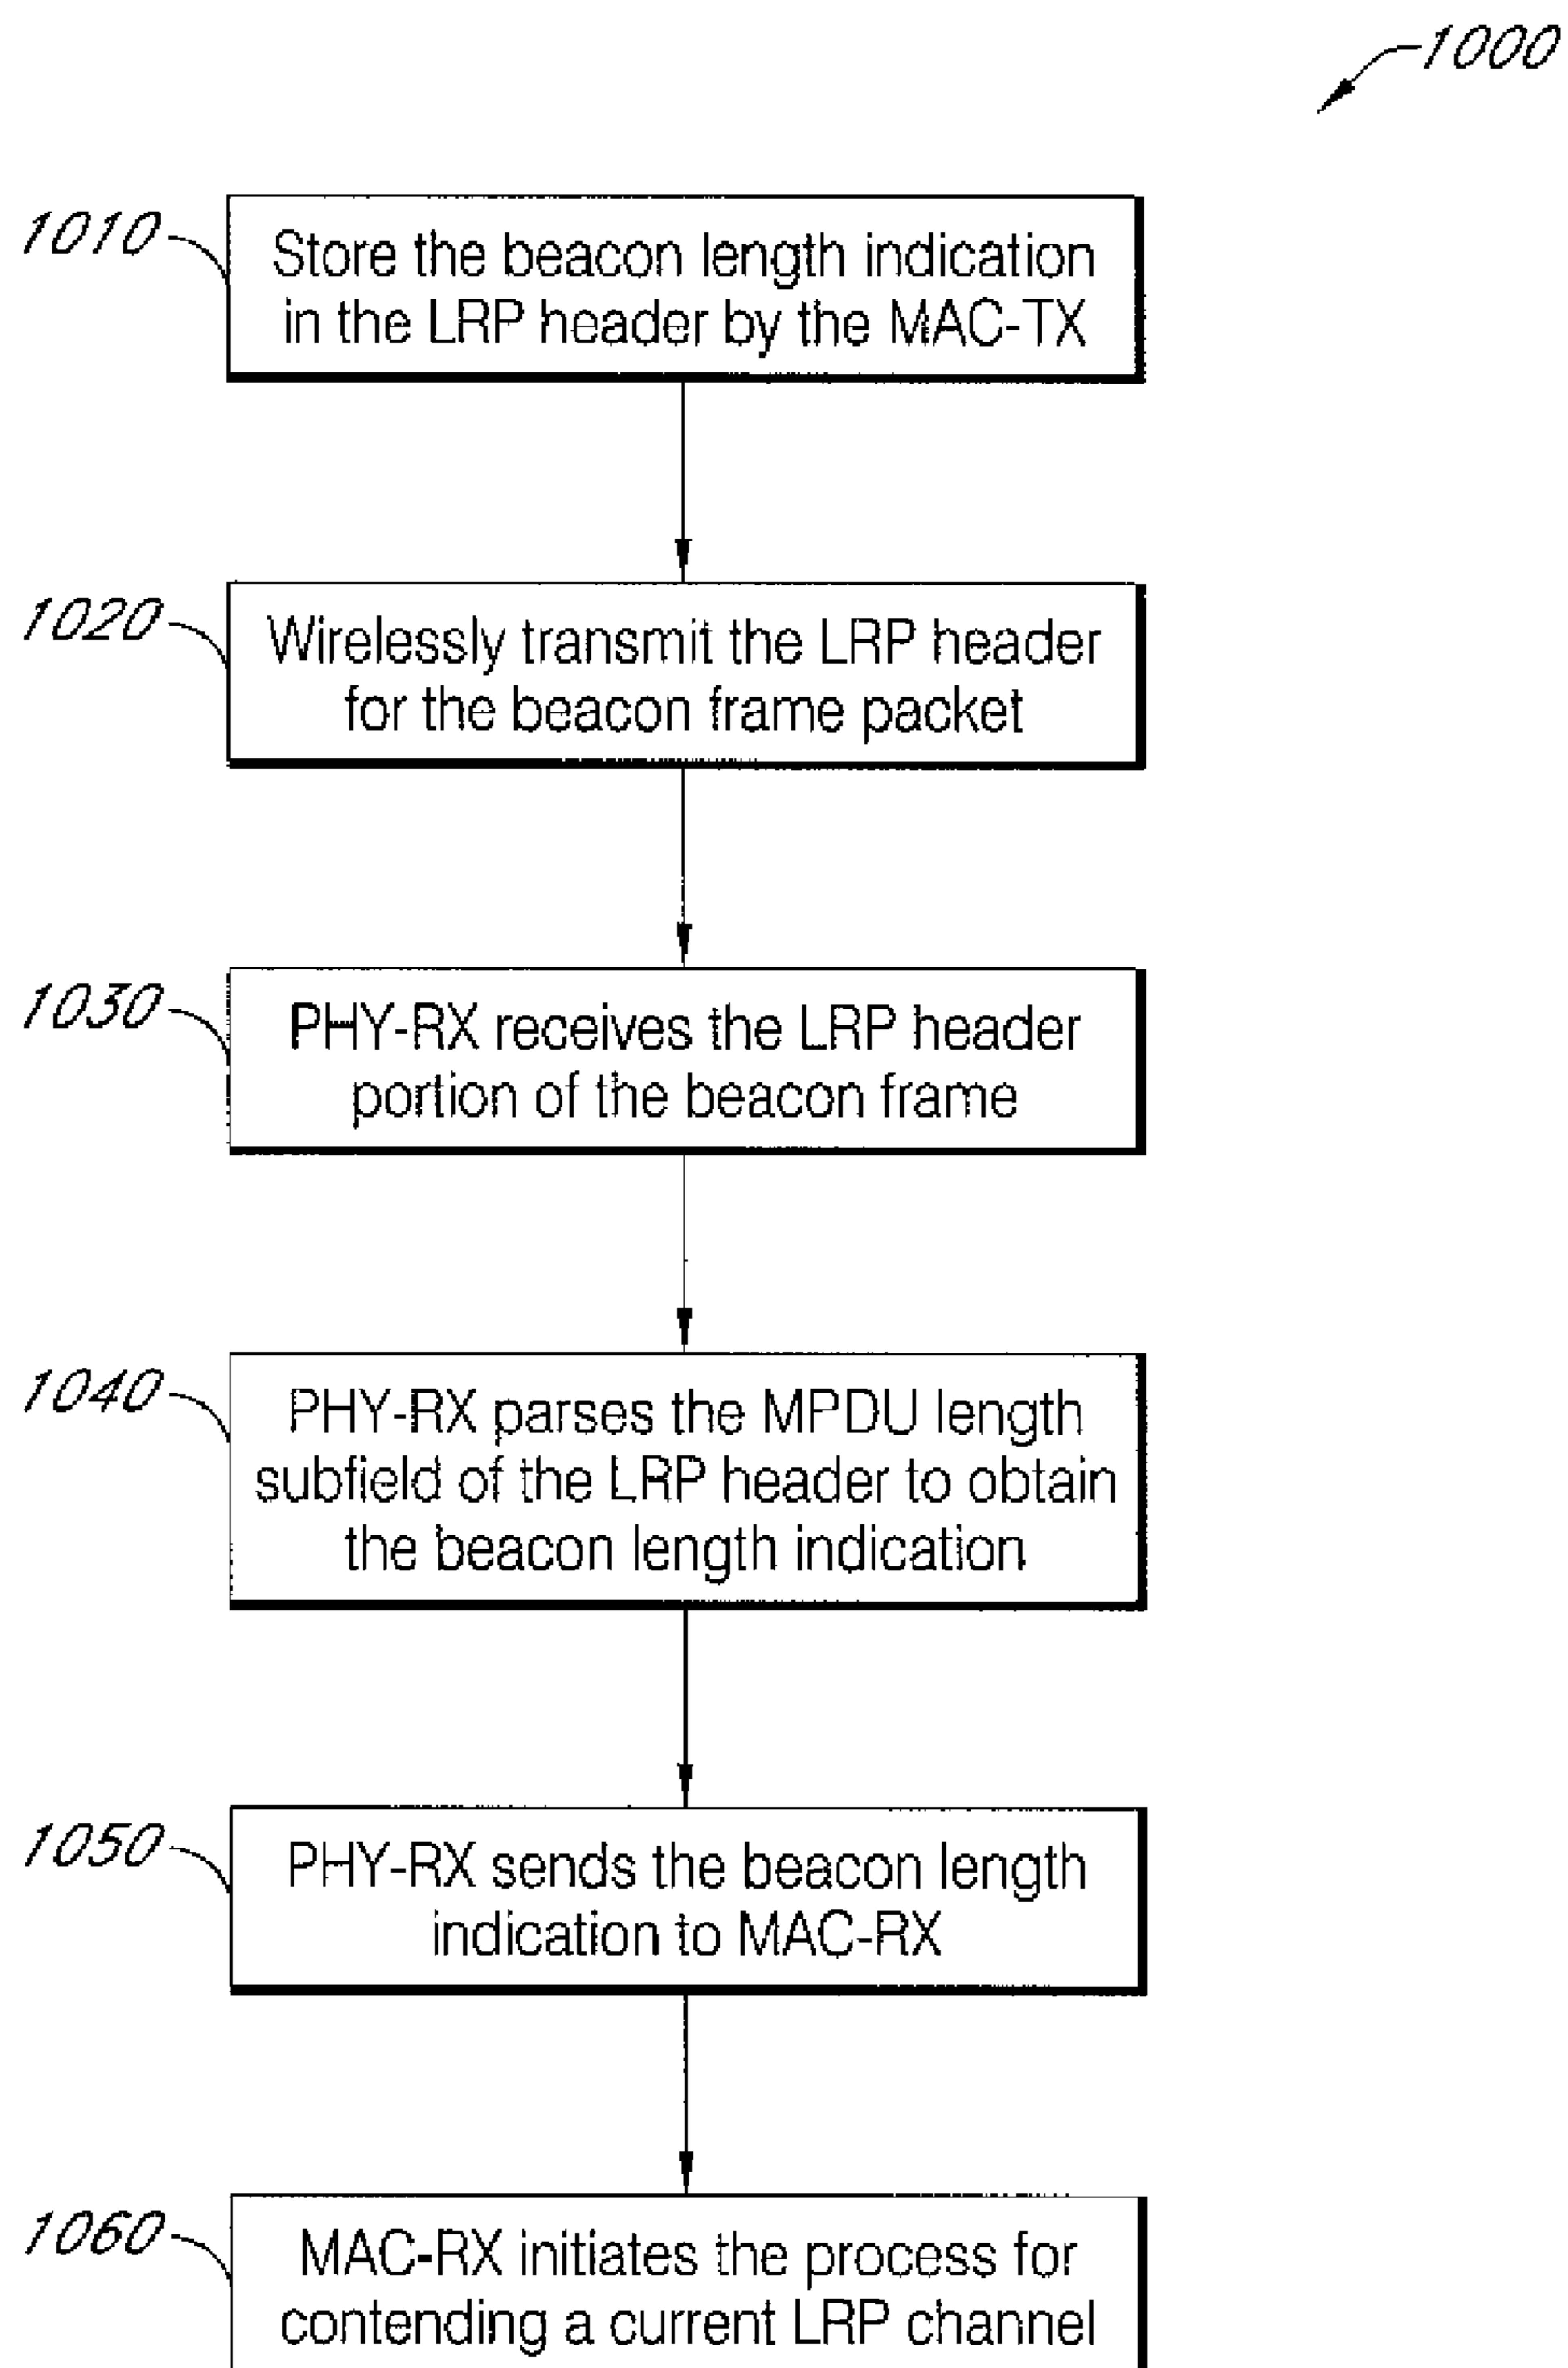 1000
1010
Store the beacon length indication
in the LRP header by the MAC-TX
1020
Wirelessly transmit the LRP header
for the beacon frame packet
1030
PHY-RX receives the LRP header
portion of the beacon frame
1040
PHY-RX parses the MPDU length
subfield of the LRP header to obtain
the beacon length indication
1050
PHY-RX sends the beacon length
indication to MAC-RX
1060
MAC-RX initiates the process for
contending a current LRP channel